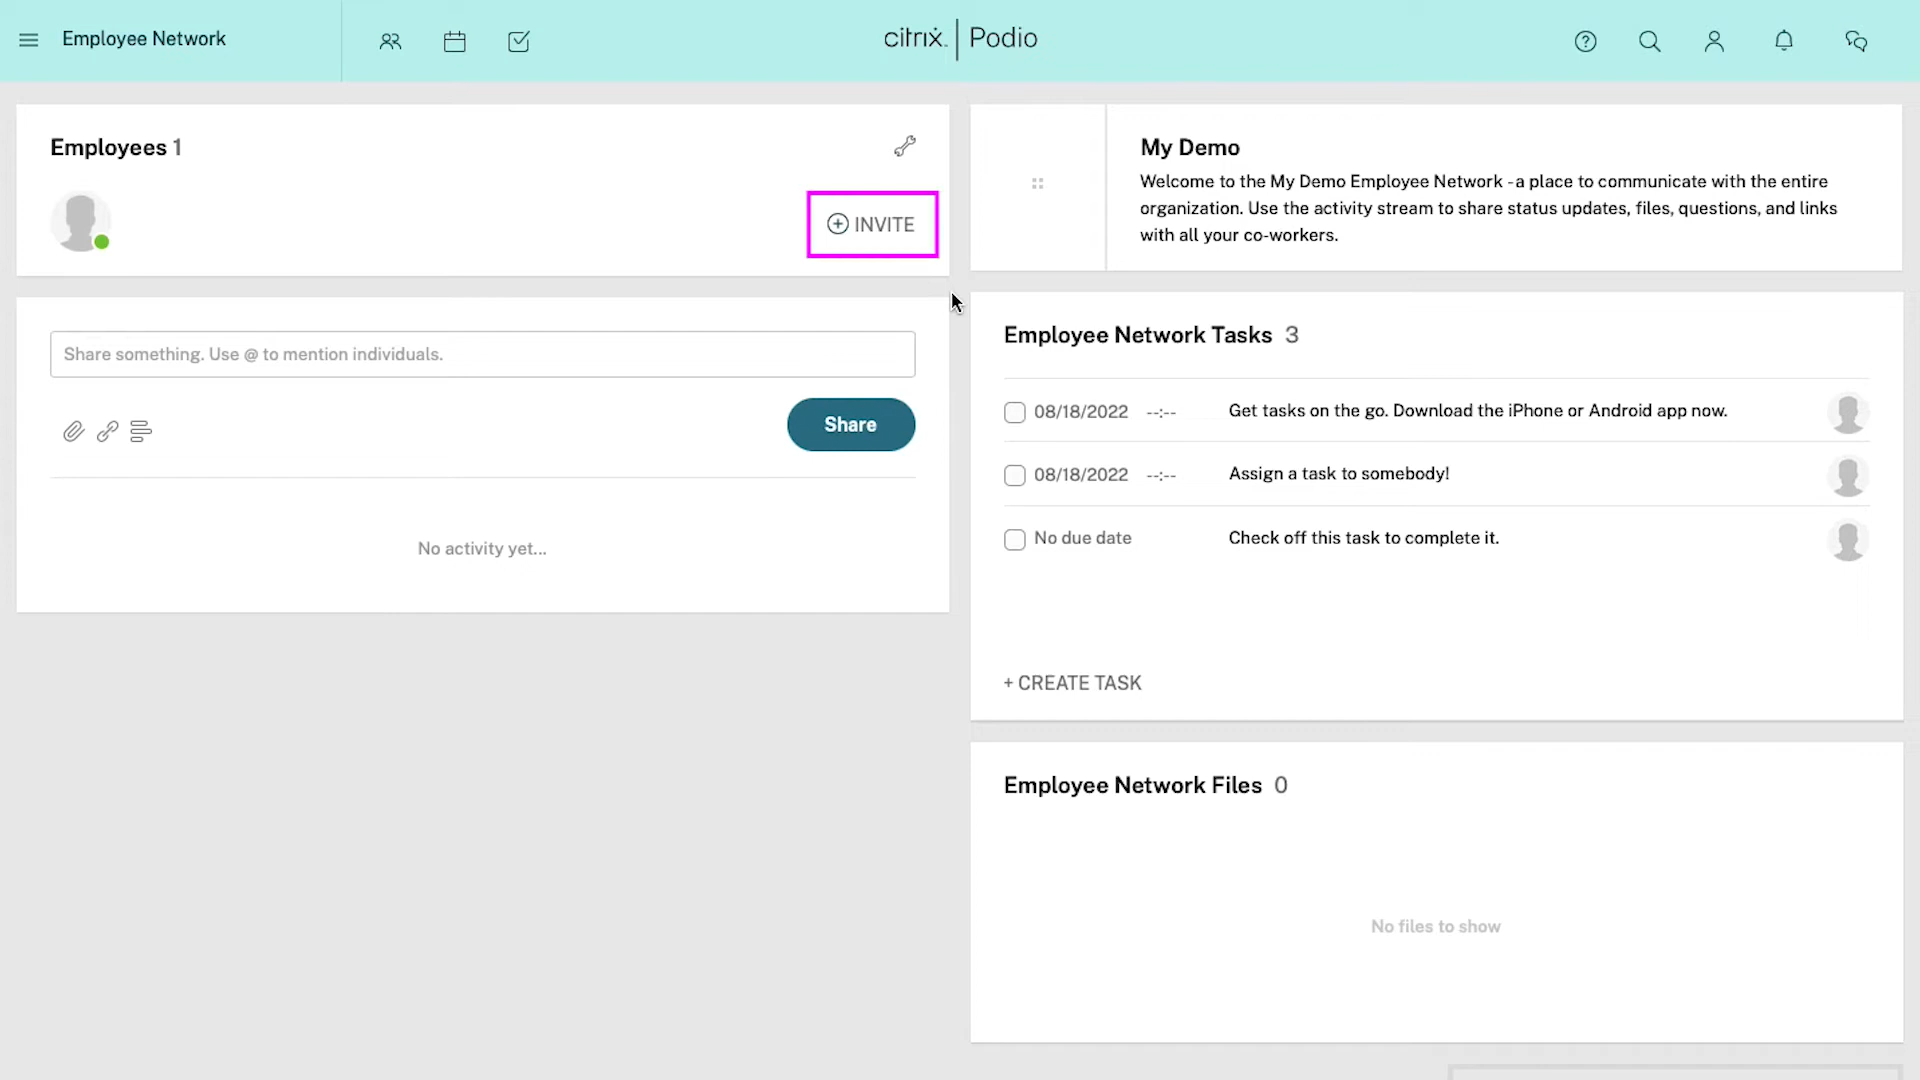 Employee Network
citrix. | Podio
Employees 1
INVITE
Share something. Use @ to mention individuals.
Share
No activity yet...
My Demo
Welcome to the My Demo Employee Network - a place to communicate with the entire
organization. Use the activity stream to share status updates, files, questions, and links
with all your co-workers.
Employee Network Tasks 3
08/18/2022 --:-- Get tasks on the go. Download the iPhone or Android app now.
08/18/2022 --:-- Assign a task to somebody!
No due date Check off this task to complete it.
+ CREATE TASK
Employee Network Files 0
No files to show